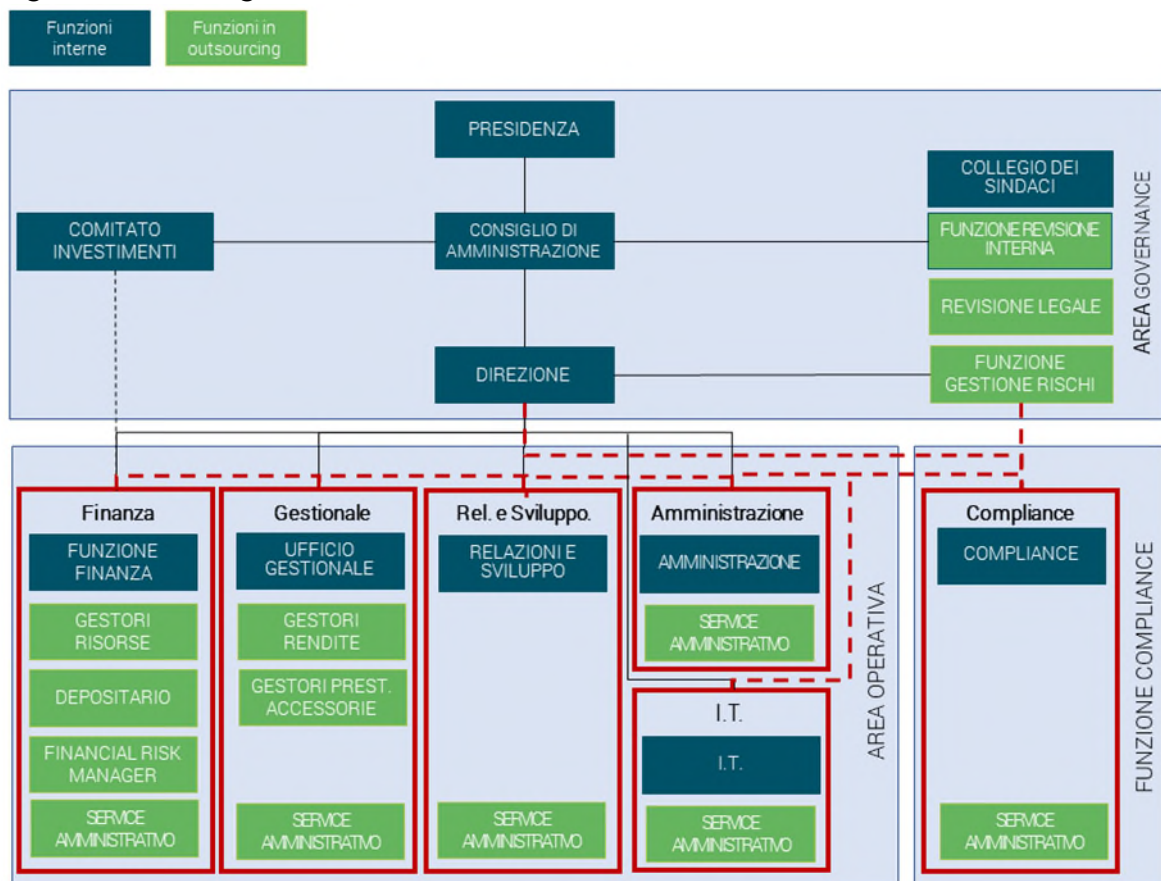 Funzioni
interne
Funzioni in
outsourcing
PRESIDENZA
COLLEGIO DEI
SINDACI
COMITATO
INVESTIMENTI
CONSIGLIO DI
AMMINISTRAZIONE
FUNZIONE REVISIONE
INTERNA
REVISIONE LEGALE
DIREZIONE
FUNZIONE
GESTIONE RISCHI
AREA GOVERNANCE
Finanza
FUNZIONE
FINANZA
GESTORI
RISORSE
DEPOSITARIO
FINANCIAL RISK
MANAGER
SERVICE
AMMINISTRATIVO
Gestionale
UFFICIO
GESTIONALE
GESTORI
RENDITE
GESTORI PREST.
ACCESSORIE
SERVICE
AMMINISTRATIVO
Rel. e Sviluppo.
RELAZIONI E
SVILUPPO
SERVICE
AMMINISTRATIVO
Amministrazione
AMMINISTRAZIONE
SERVICE
AMMINISTRATIVO
I.T.
I.T.
SERVICE
AMMINISTRATIVO
AREA OPERATIVA
Compliance
COMPLIANCE
SERVICE
AMMINISTRATIVO
FUNZIONE COMPLIANCE